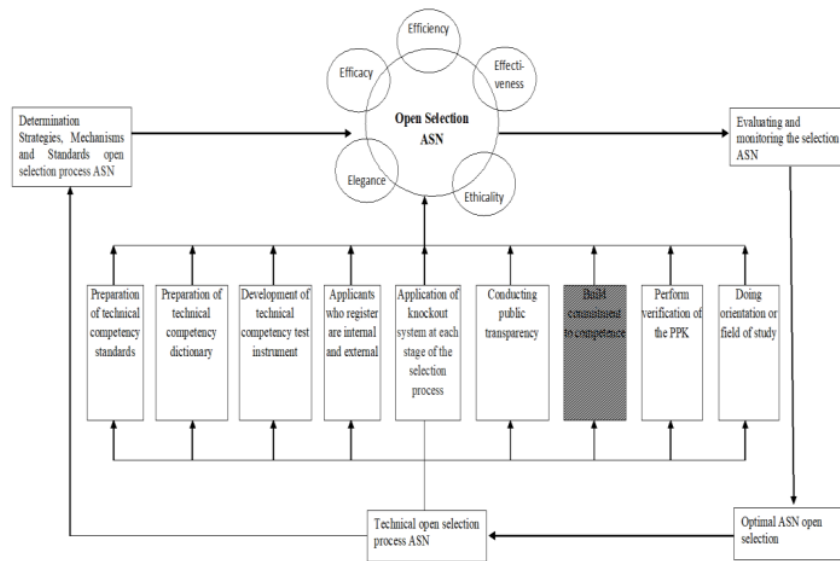 Efficiency
Efficacy
Effecti-
veness
Open Selection
ASN
Elegance
Ethicality
Determination
Strategies, Mechanisms
and Standards open
selection process ASN
Evaluating and
monitoring the selection
ASN
Preparation
of technical
competency
standards
Preparation of
technical
competency
dictionary
Development of
technical
competency test
instrument
Applicants
who register
are internal
and external
Application of
knockout
system at each
stage of the
selection
process
Conducting
public
transparency
Build
commitment
to competence
Perform
verification of
the PPK
Doing
orientation or
field of study
Technical open selection
process ASN
Optimal ASN open
selection